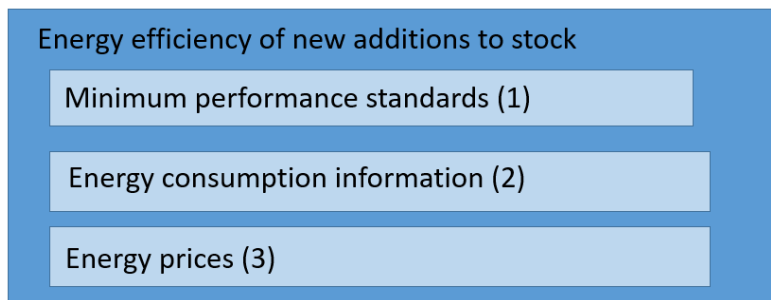 Energy efficiency of new additions to stock
Minimum performance standards (1)
Energy consumption information (2)
Energy prices (3)